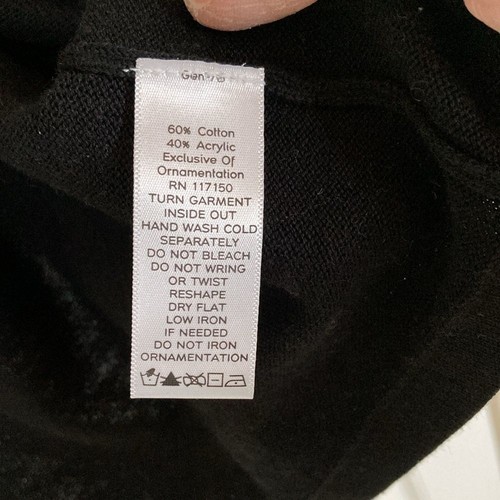 60% Cotton
40% Acrylic
Exclusive Of
Ornamentation
RN 117150
TURN GARMENT
INSIDE OUT
HAND WASH COLD
SEPARATELY
DO NOT BLEACH
DO NOT WRING
OR TWIST
RESHAPE
DRY FLAT
LOW IRON
IF NEEDED
DO NOT IRON
ORNAMENTATION